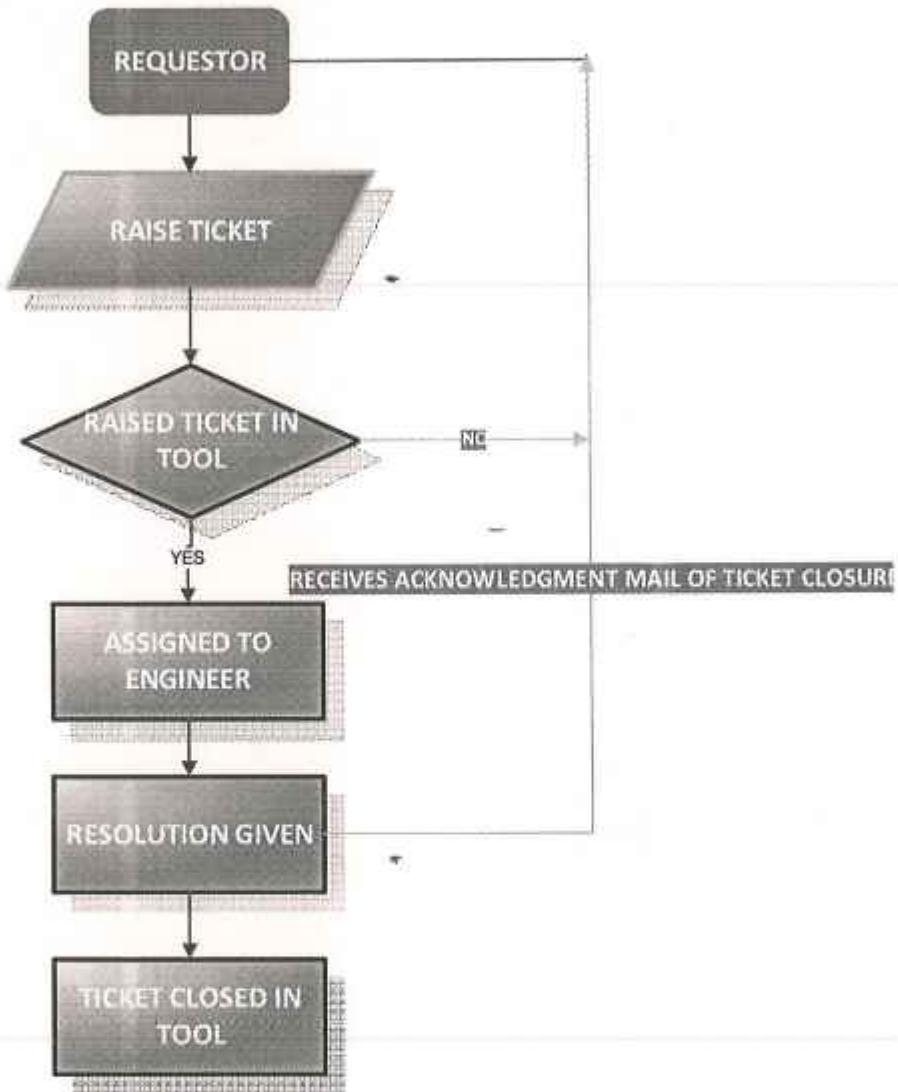 REQUESTOR
RAISE TICKET
RAISED TICKET IN
TOOL
NO
YES
RECEIVES ACKNOWLEDGMENT MAIL OF TICKET CLOSURE
ASSIGNED TO
ENGINEER
RESOLUTION GIVEN
TICKET CLOSED IN
TOOL